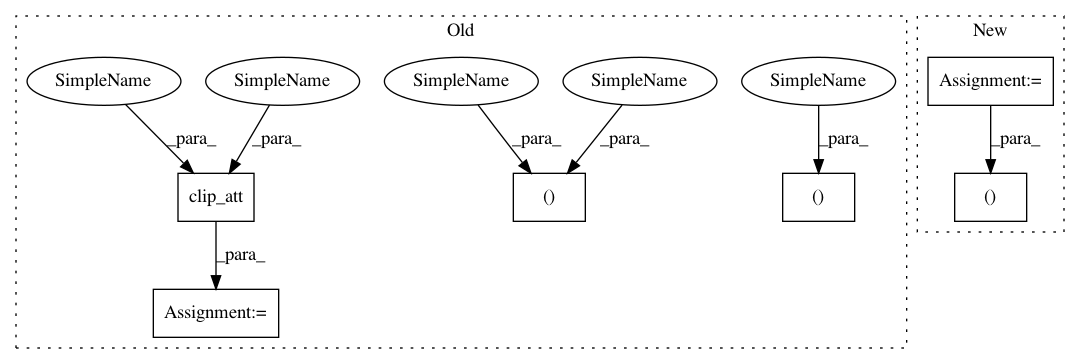 Old
New
SimpleName
SimpleName
SimpleName
SimpleName
SimpleName
Assignment:=
_para_
_para_
_para_
_para_
_para_
_para_
clip_att
()
()
()
_para_
Assignment:=